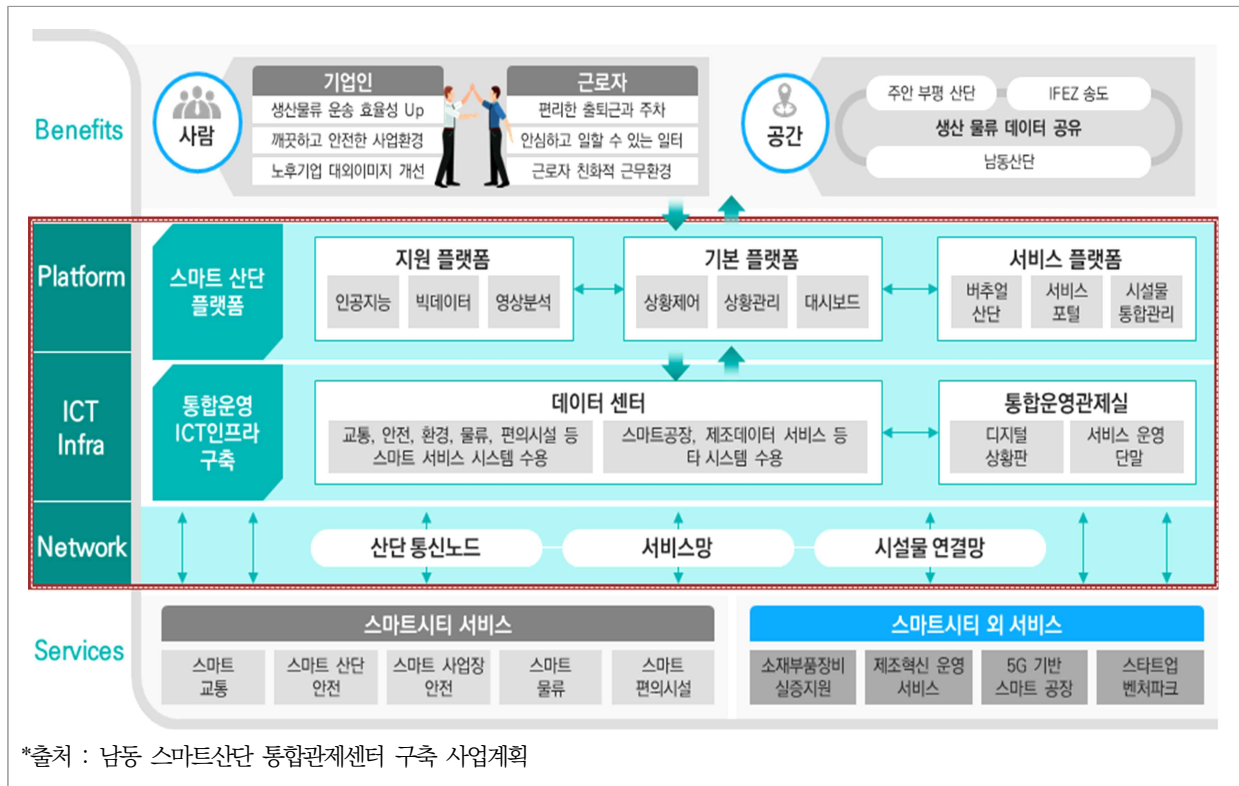 Benefits
사람
기업인
생산물류 운송 효율성 Up
깨끗하고 안전한 사업환경
노후기업 대외이미지 개선
근로자
편리한 출퇴근과 주차
안심하고 일할 수 있는 일터
근로자 친화적 근무환경
공간
주안 부평 산단
IFEZ 송도
생산 물류 데이터 공유
남동산단
Platform
스마트 산단
플랫폼
지원 플랫폼
인공지능
빅데이터
영상분석
기본 플랫폼
상황제어
상황관리
대시보드
서비스 플랫폼
버추얼
산단
서비스
포털
시설물
통합관리
ICT
Infra
통합운영
ICT인프라
구축
데이터 센터
교통, 안전, 환경, 물류, 편의시설 등
스마트 서비스 시스템 수용
스마트공장, 제조데이터 서비스 등
타 시스템 수용
통합운영관제실
디지털
상황판
서비스 운영
단말
Network
산단 통신노드
서비스망
시설물 연결망
Services
스마트시티 서비스
스마트
교통
스마트 산단
안전
스마트 사업장
안전
스마트
물류
스마트
편의시설
스마트시티 외 서비스
소재부품장비
실증지원
제조혁신 운영
서비스
5G 기반
스마트 공장
스타트업
벤처파크
*출처 : 남동 스마트산단 통합관제센터 구축 사업계획